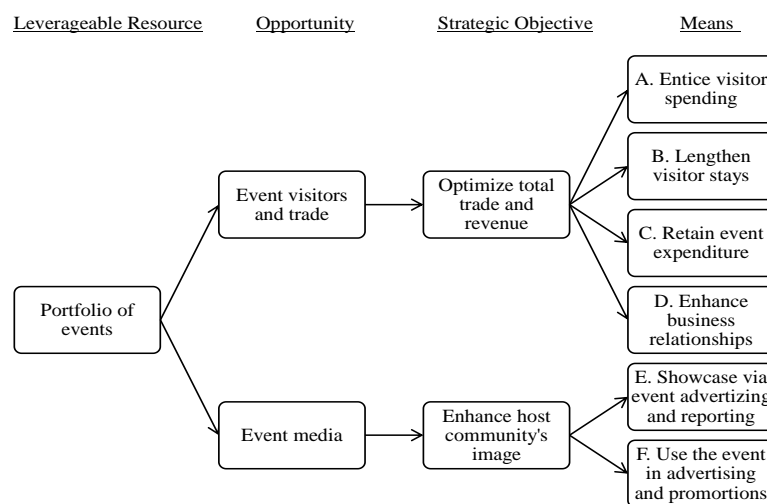 Leverageable Resource
Opportunity
Strategic Objective
Means
A. Entice visitor
spending
B. Lengthen
visitor stays
Event visitors
and trade
Optimize total
trade and
revenue
C. Retain event
expenditure
Portfolio of
events
D. Enhance
business
relationships
E. Showcase via
event advertizing
and reporting
Event media
Enhance host
community's
image
F. Use the event
in advertising
and promortions